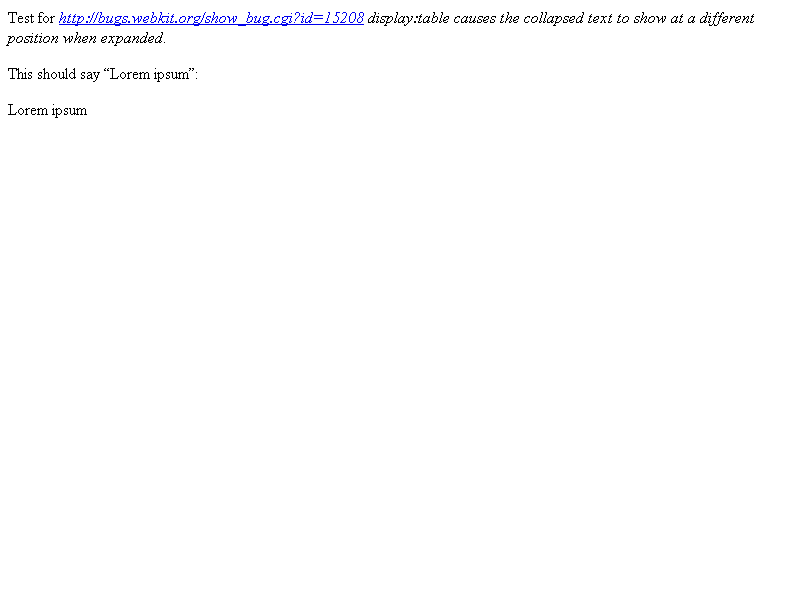 Test for http://bugs.webkit.org/show_bug.cgi?id=15208 display:table causes the collapsed text to show at a different
position when expanded.
This should say “Lorem ipsum”:
Lorem ipsum